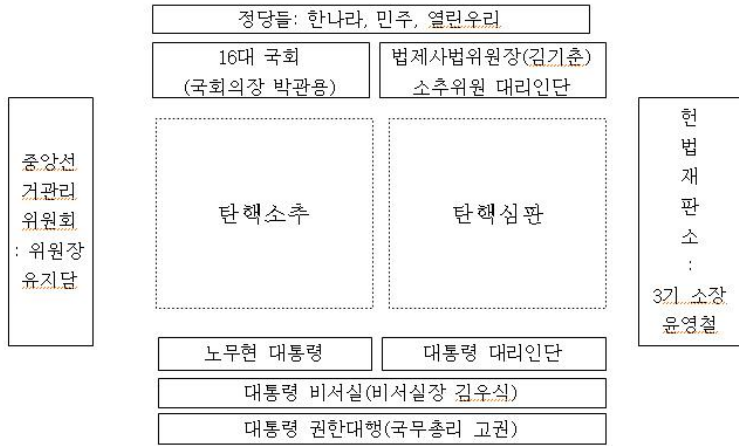 정당들: 한나라, 민주, 열린우리
16대 국회
(국회의장 박관용)
법제사법위원장(김기춘)
소추위원 대리인단
중앙선
거관리
위원회
: 위원장
유지담
탄핵소추
탄핵심판
헌
법
재
판
소
:
3기 소장
윤영철
노무현 대통령
대통령 대리인단
대통령 비서실(비서실장 김우식)
대통령 권한대행(국무총리 고권)